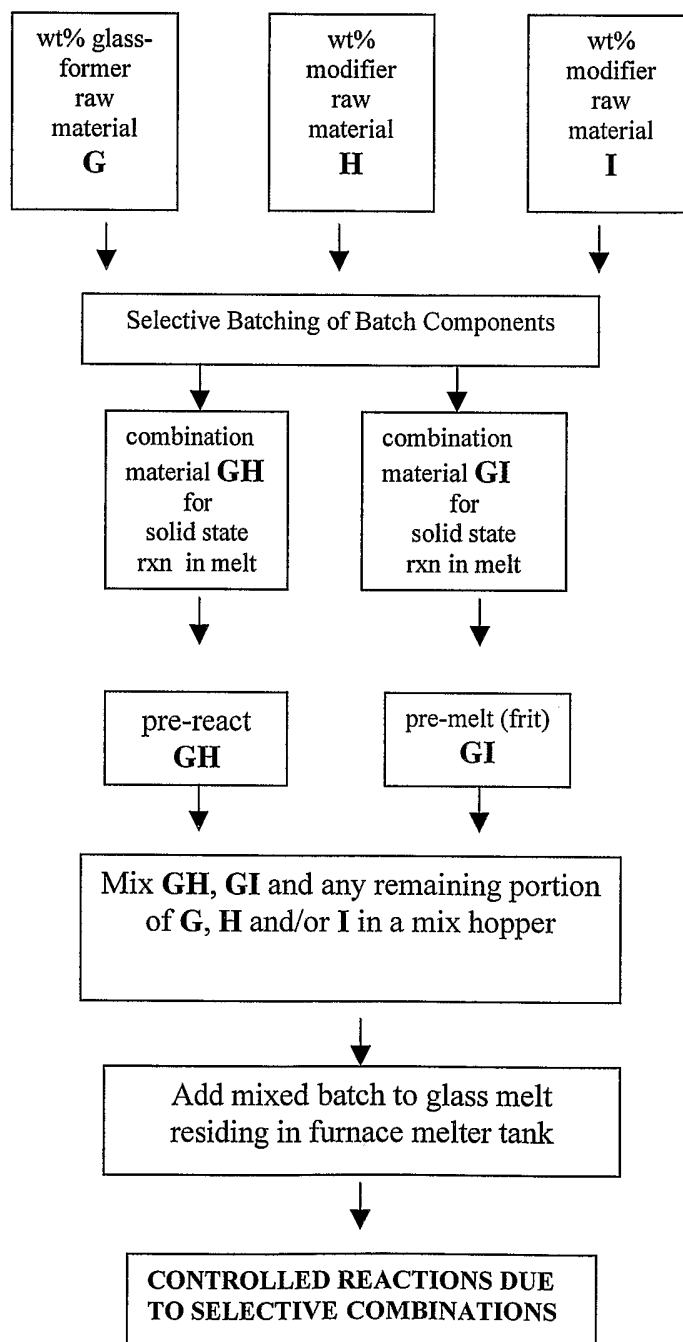 wt% glass-
former
raw
material
G
wt%
modifier
raw
material
H
wt%
modifier
raw
material
I
Selective Batching of Batch Components
combination
material GH
for
solid state
rxn in melt
combination
material GI
for
solid state
rxn in melt
pre-react
GH
pre-melt (frit)
GI
Mix GH, GI and any remaining portion
of G, H and/or I in a mix hopper
Add mixed batch to glass melt
residing in furnace melter tank
CONTROLLED REACTIONS DUE
TO SELECTIVE COMBINATIONS